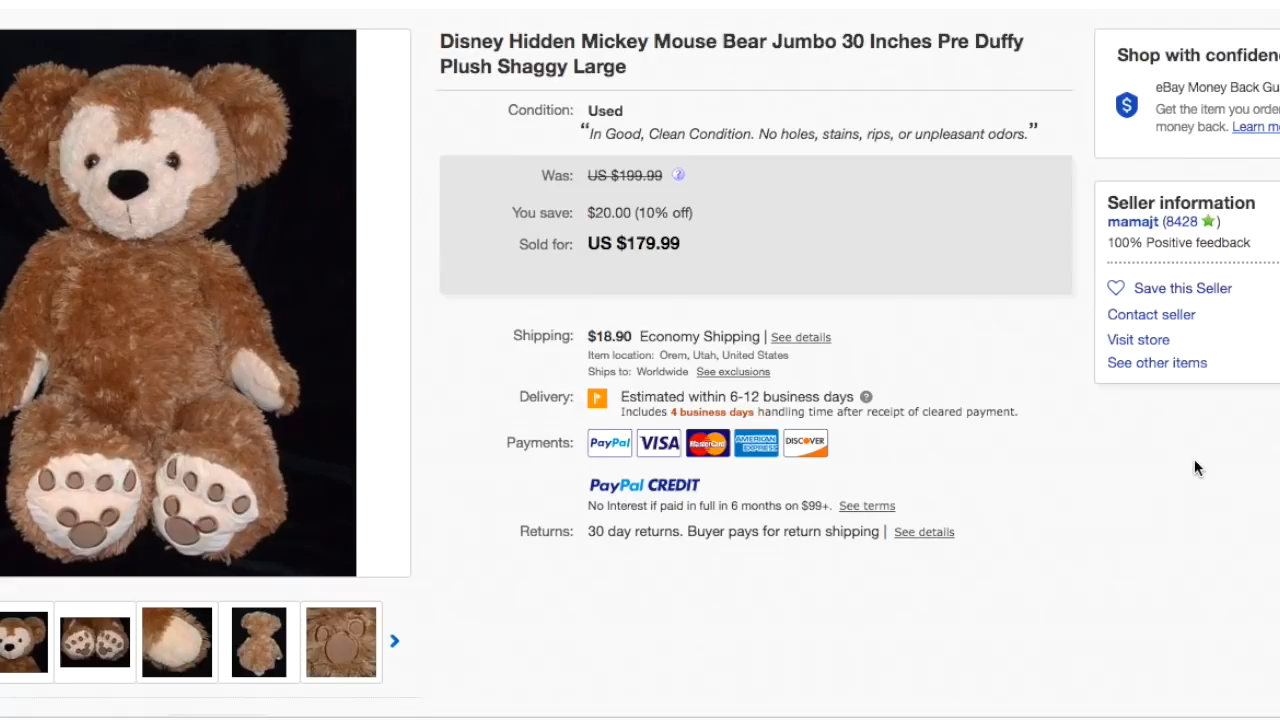 Disney Hidden Mickey Mouse Bear Jumbo 30 Inches Pre Duffy
Plush Shaggy Large
Condition: Used
“In Good, Clean Condition. No holes, stains, rips, or unpleasant odors.”
Was: US $199.99
You save: $20.00 (10% off)
Sold for: US $179.99
Shipping: $18.90 Economy Shipping | See details
Item location: Orem, Utah, United States
Ships to: Worldwide See exclusions
Delivery: Estimated within 6-12 business days
Includes 4 business days handling time after receipt of cleared payment.
Payments: PayPal VISA MasterCard AMERICAN EXPRESS DISCOVER
PayPal CREDIT
No Interest if paid in full in 6 months on $99+. See terms
Returns: 30 day returns. Buyer pays for return shipping | See details
Shop with
eBay Money Back
Get the item you
money back. Learn
Seller information
mamajt (8428)
100% Positive feedback
Save this Seller
Contact seller
Visit store
See other items